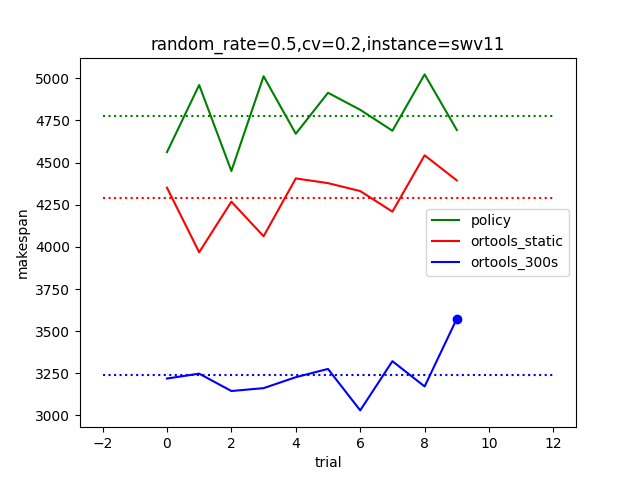 random_rate=0.5,cv=0.2,instance=swv11
makespan
5000
4750
4500
4250
4000
3750
3500
3250
3000
policy
ortools_static
ortools_300s
−2 0 2 4 6 8 10 12
trial